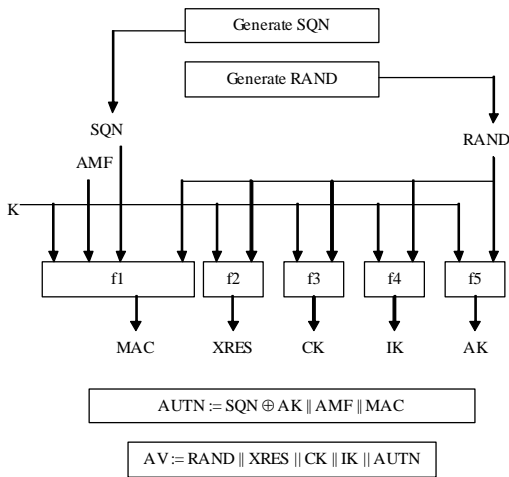 Generate SQN
Generate RAND
SQN
RAND
AMF
K
f1
f2
f3
f4
f5
MAC
XRES
CK
IK
AK
AUTN := SQN ⊕ AK || AMF || MAC
AV := RAND || XRES || CK || IK || AUTN